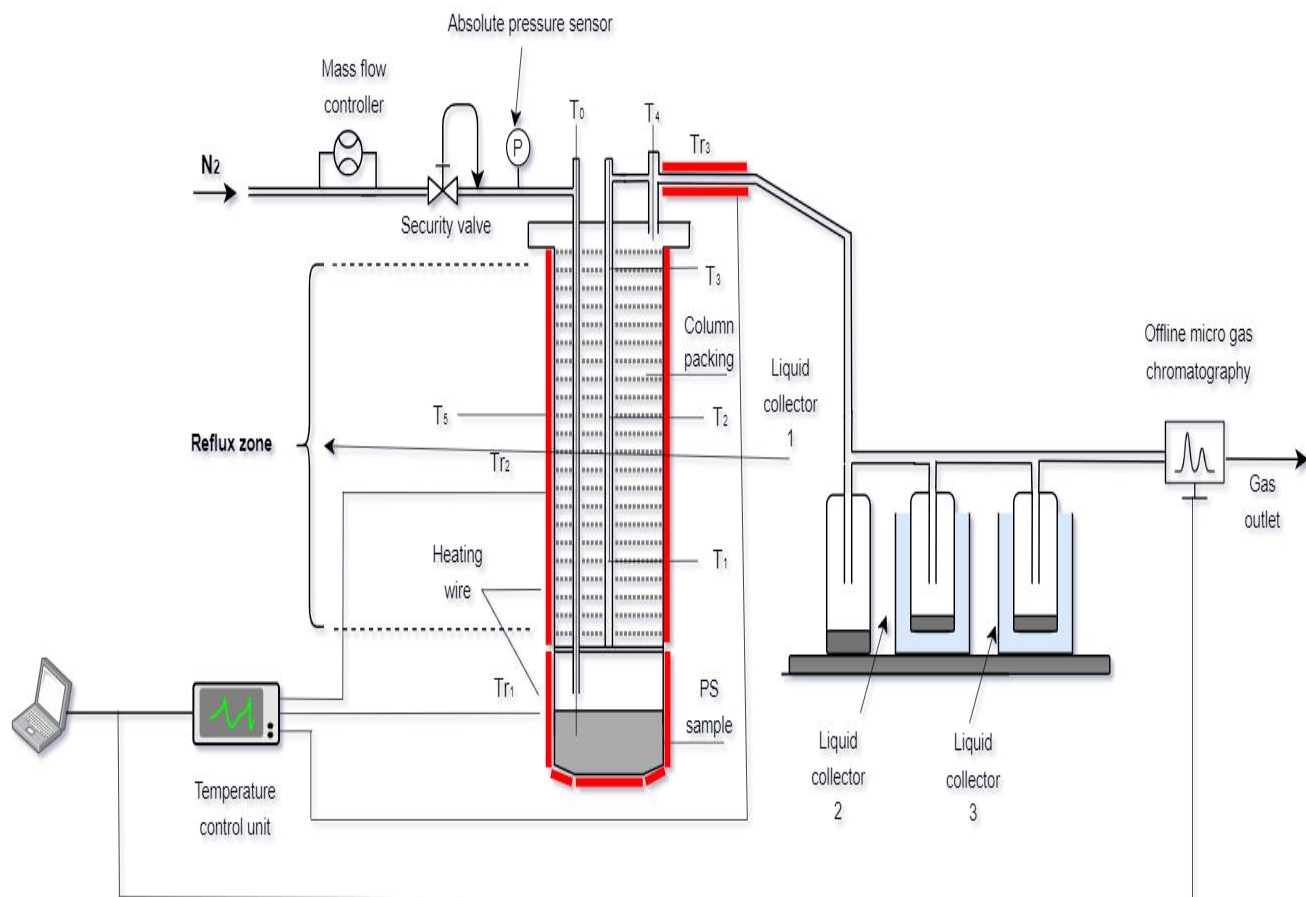 Absolute pressure sensor
Mass flow
controller
T0
T4
P
Tr3
N2
Security valve
T3
Column
packing
Offline micro gas
chromatography
Liquid
collector
1
T5
T2
Reflux zone
Tr2
Gas
outlet
Heating
wire
T1
Tr1
PS
sample
Liquid
collector
2
Liquid
collector
3
Temperature
control unit